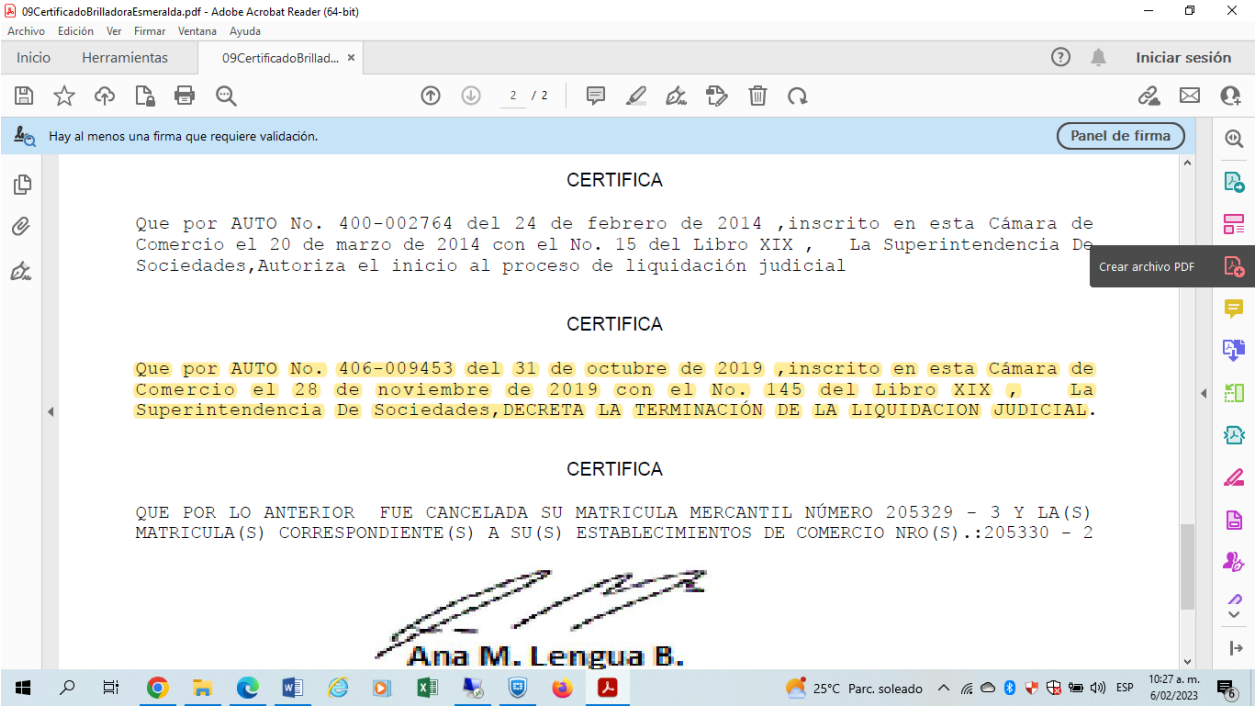 09CertificadoBrilladoraEsmeralda.pdf - Adobe Acrobat Reader (64-bit)
Archivo Edición Ver Firmar Ventana Ayuda
Inicio Herramientas 09CertificadoBrillad... × Iniciar sesión
2 / 2
Hay al menos una firma que requiere validación. Panel de firma
CERTIFICA
Que por AUTO No. 400-002764 del 24 de febrero de 2014 ,inscrito en esta Cámara de
Comercio el 20 de marzo de 2014 con el No. 15 del Libro XIX , La Superintendencia De
Sociedades,Autoriza el inicio al proceso de liquidación judicial
Crear archivo PDF
CERTIFICA
Que por AUTO No. 406-009453 del 31 de octubre de 2019 ,inscrito en esta Cámara de
Comercio el 28 de noviembre de 2019 con el No. 145 del Libro XIX , La
Superintendencia De Sociedades,DECRETA LA TERMINACIÓN DE LA LIQUIDACION JUDICIAL.
CERTIFICA
QUE POR LO ANTERIOR FUE CANCELADA SU MATRICULA MERCANTIL NÚMERO 205329 - 3 Y LA(S)
MATRICULA(S) CORRESPONDIENTE(S) A SU(S) ESTABLECIMIENTOS DE COMERCIO NRO(S).:205330 - 2
Ana M. Lengua B.
25°C Parc. soleado ESP 10:27 a. m.
6/02/2023 6